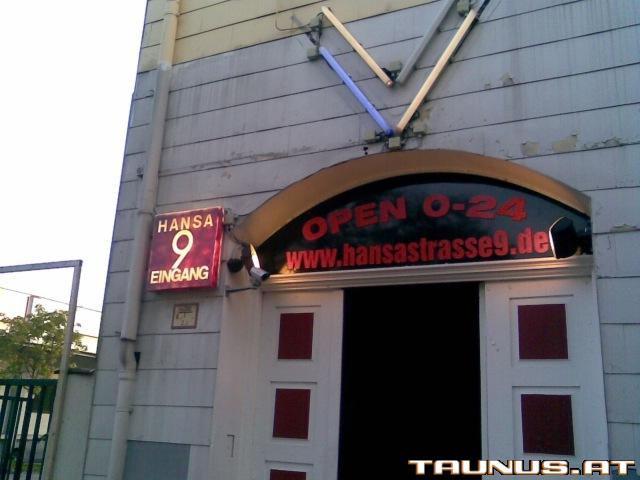 OPEN 0-24
www.hansastrasse9.de
HANSA
9
EINGANG
TAUNUS.AT